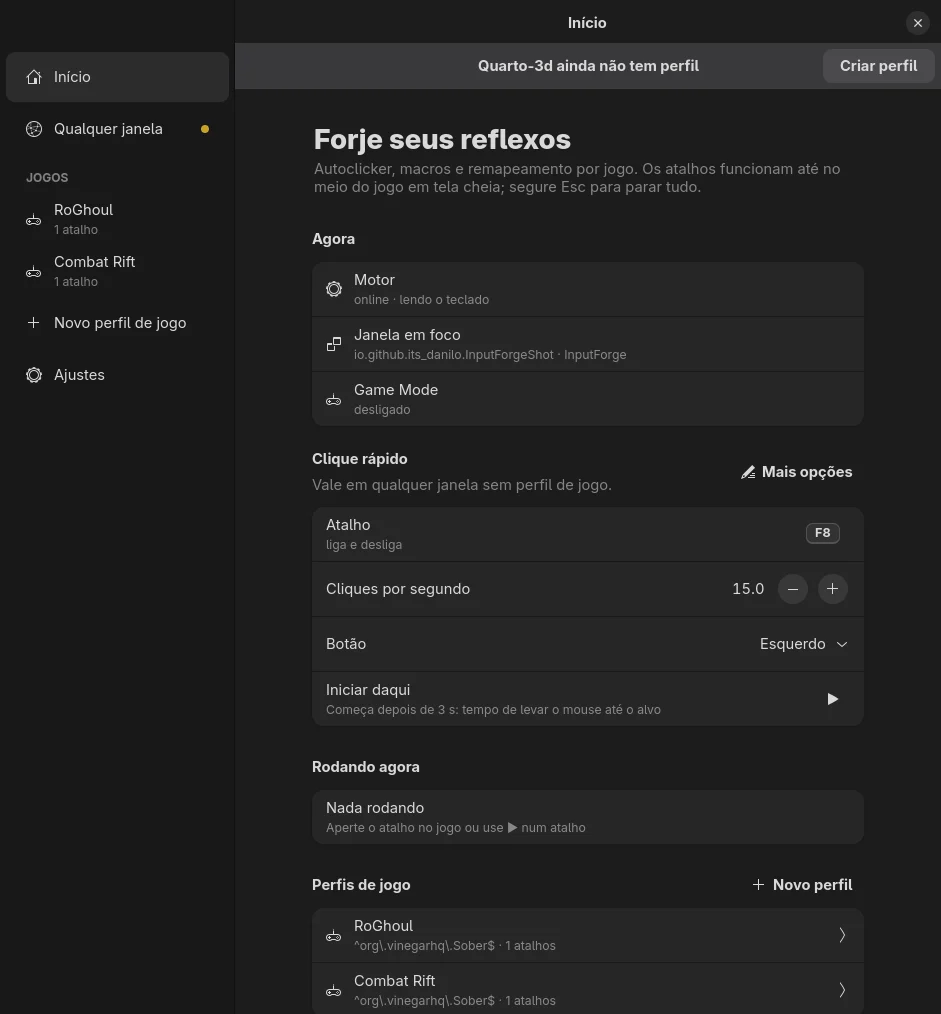 Início
Início
Qualquer janela
JOGOS
RoGhoul
1 atalho
Combat Rift
1 atalho
Novo perfil de jogo
Ajustes
Quarto-3d ainda não tem perfil
Criar perfil
Forje seus reflexos
Autoclicker, macros e remapeamento por jogo. Os atalhos funcionam até no
meio do jogo em tela cheia; segure Esc para parar tudo.
Agora
Motor
online · lendo o teclado
Janela em foco
io.github.its_danilo.InputForgeShot · InputForge
Game Mode
desligado
Clique rápido
Vale em qualquer janela sem perfil de jogo.
Mais opções
Atalho
liga e desliga
F8
Cliques por segundo
15.0
Botão
Esquerdo
Iniciar daqui
Começa depois de 3 s: tempo de levar o mouse até o alvo
Rodando agora
Nada rodando
Aperte o atalho no jogo ou use ▶ num atalho
Perfis de jogo
Novo perfil
RoGhoul
^org\.vinegarhq\.Sober$ · 1 atalhos
Combat Rift
^org\.vinegarhq\.Sober$ · 1 atalhos